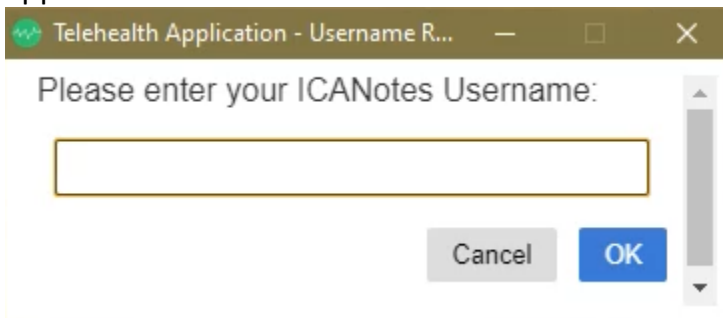 Telehealth Application - Username R...
Please enter your ICANotes Username:
Cancel OK